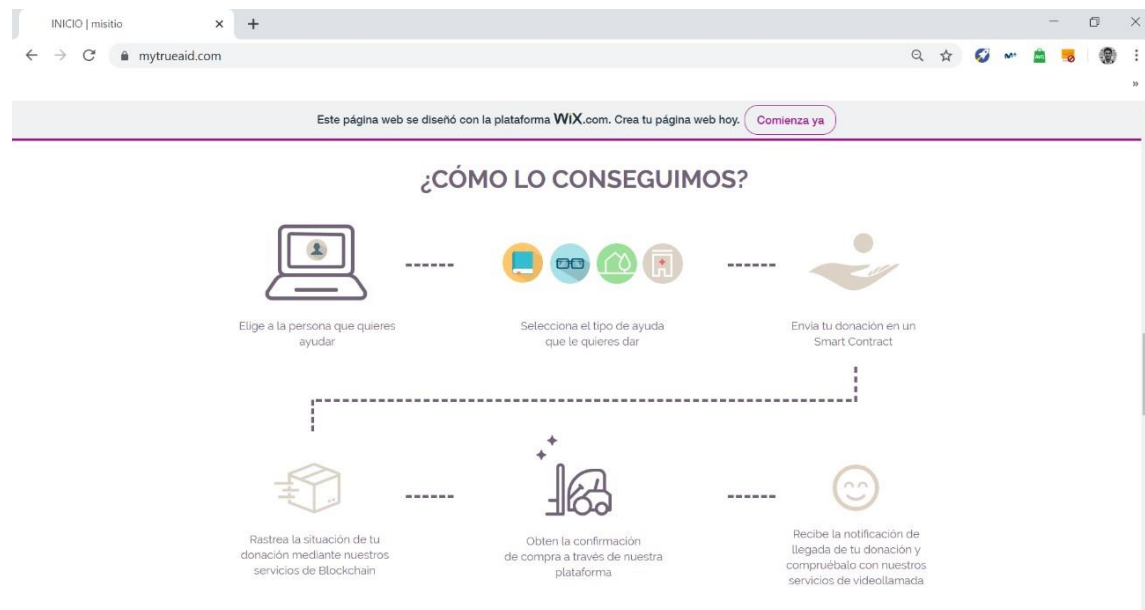 INICIO | misitio
mytrueaid.com
Este página web se diseñó con la plataforma WiX.com. Crea tu página web hoy. Comienza ya
¿CÓMO LO CONSEGUIMOS?
Elige a la persona que quieres
ayudar
Selecciona el tipo de ayuda
que le quieres dar
Envía tu donación en un
Smart Contract
Rastrea la situación de tu
donación mediante nuestros
servicios de Blockchain
Obten la confirmación
de compra a través de nuestra
plataforma
Recibe la notificación de
llegada de tu donación y
compruébalo con nuestros
servicios de videollamada